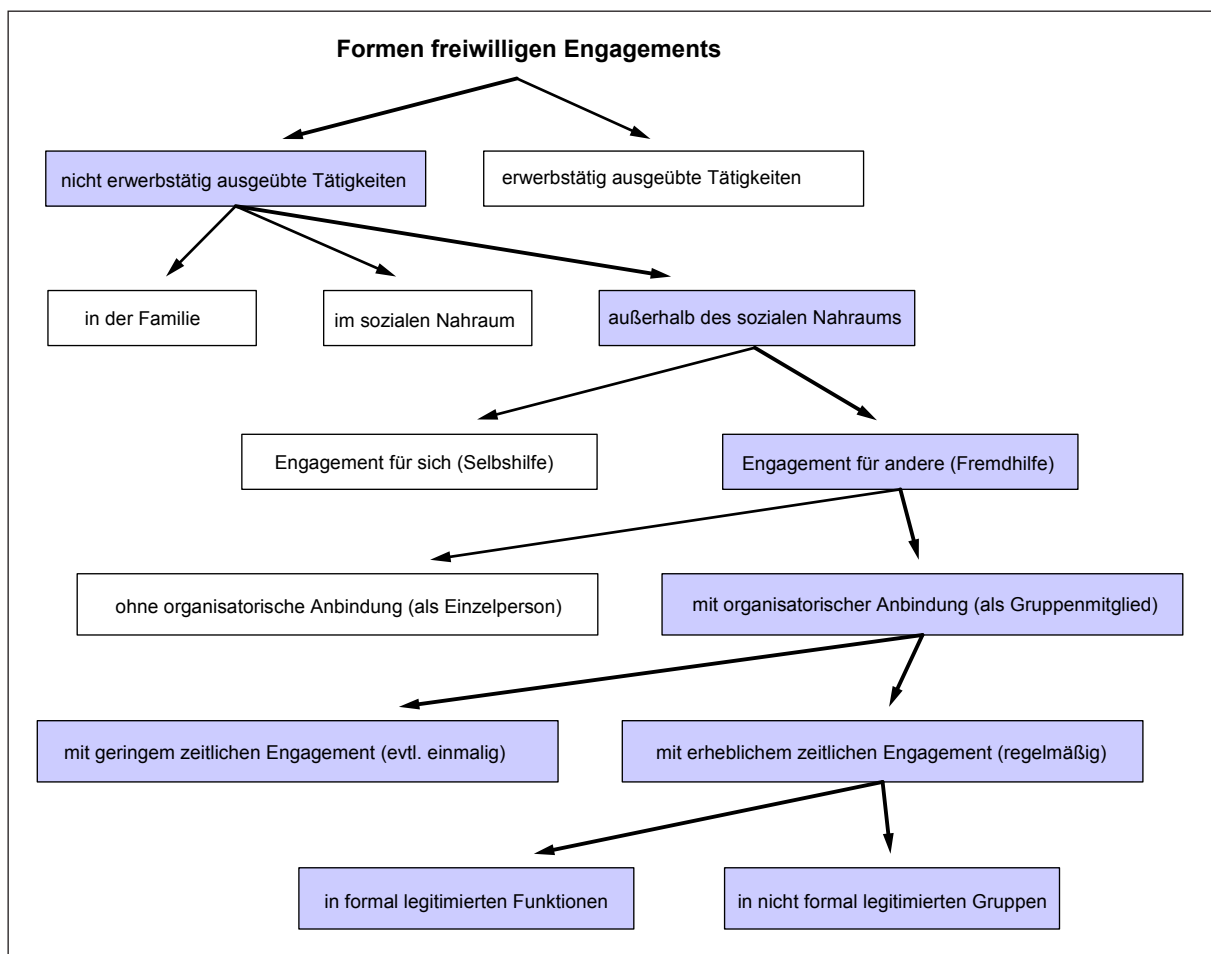 Formen freiwilligen Engagements
nicht erwerbstätig ausgeübte Tätigkeiten
erwerbstätig ausgeübte Tätigkeiten
in der Familie
im sozialen Nahraum
außerhalb des sozialen Nahraums
Engagement für sich (Selbshilfe)
Engagement für andere (Fremdhilfe)
ohne organisatorische Anbindung (als Einzelperson)
mit organisatorischer Anbindung (als Gruppenmitglied)
mit geringem zeitlichen Engagement (evtl. einmalig)
mit erheblichem zeitlichen Engagement (regelmäßig)
in formal legitimierten Funktionen
in nicht formal legitimierten Gruppen